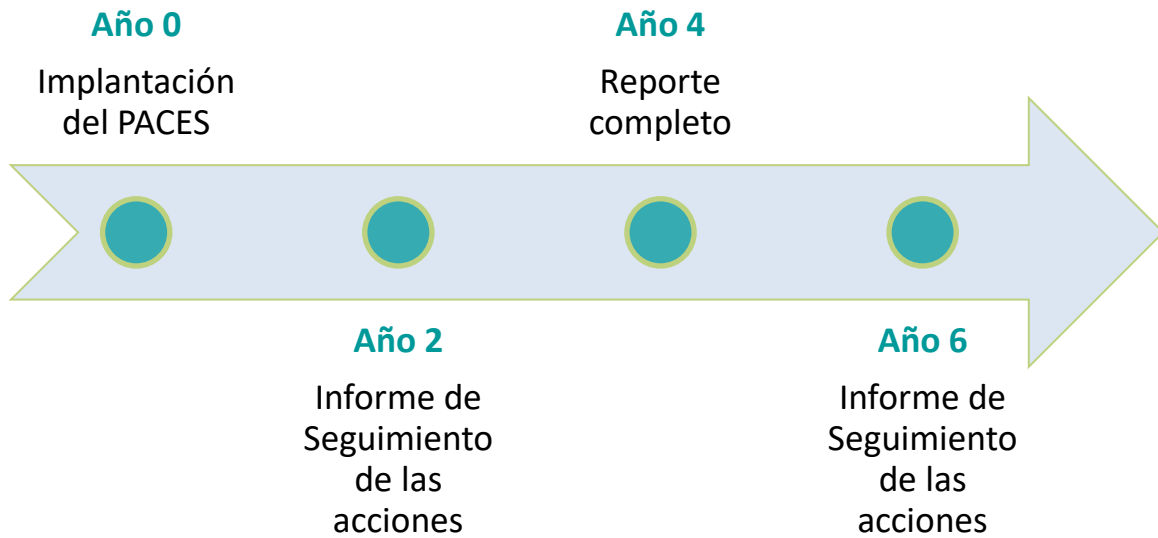 Año 0
Implantación
del PACES
Año 4
Reporte
completo
Año 2
Informe de
Seguimiento
de las
acciones
Año 6
Informe de
Seguimiento
de las
acciones